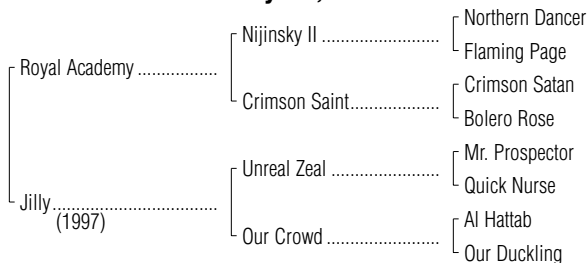 Northern Dancer
Nijinsky II ........................
Flaming Page
Royal Academy .................
Crimson Satan
Crimson Saint...................
Bolero Rose
Mr. Prospector
Unreal Zeal ......................
Quick Nurse
Jilly...................................
(1997)
Al Hattab
Our Crowd .......................
Our Duckling